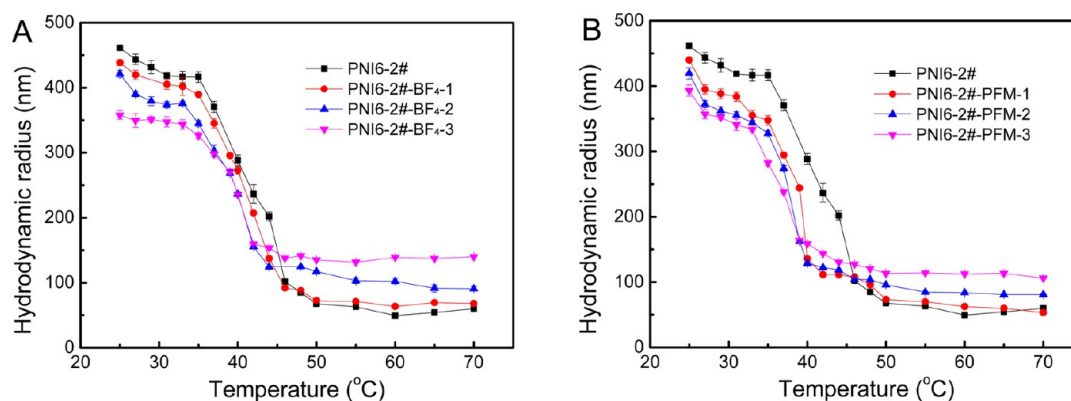 A
Hydrodynamic radius (nm)
500
400
300
200
100
0
20
30
40
50
60
70
Temperature (°C)
PNI6-2#
PNI6-2#-BF₄-1
PNI6-2#-BF₄-2
PNI6-2#-BF₄-3
B
Hydrodynamic radius (nm)
500
400
300
200
100
0
20
30
40
50
60
70
Temperature (°C)
PNI6-2#
PNI6-2#-PFM-1
PNI6-2#-PFM-2
PNI6-2#-PFM-3